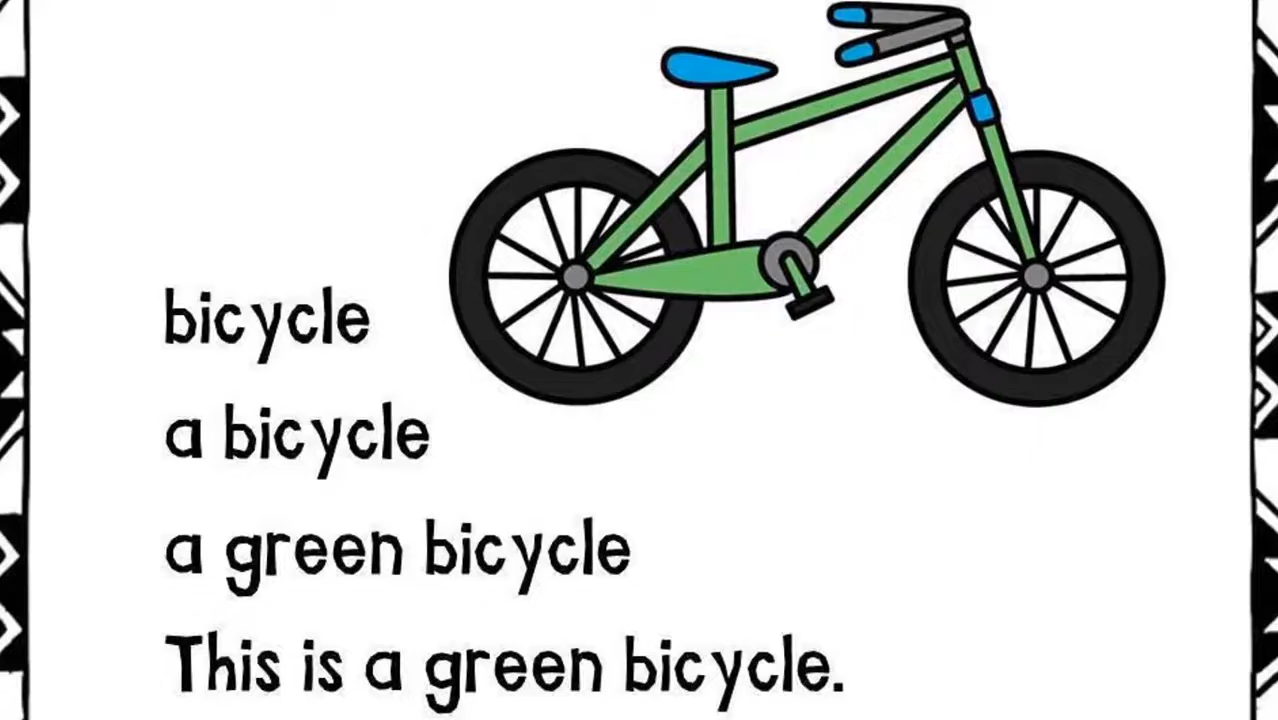 bicycle
a bicycle
a green bicycle
This is a green bicycle.